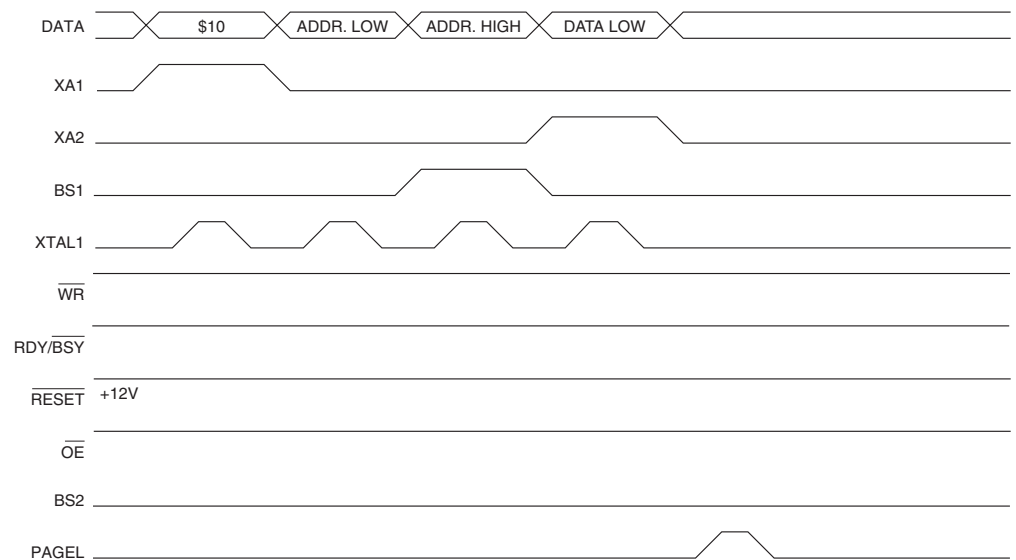 DATA $10 ADDR. LOW ADDR. HIGH DATA LOW
XA1
XA2
BS1
XTAL1
WR
RDY/BSY
RESET +12V
OE
BS2
PAGEL